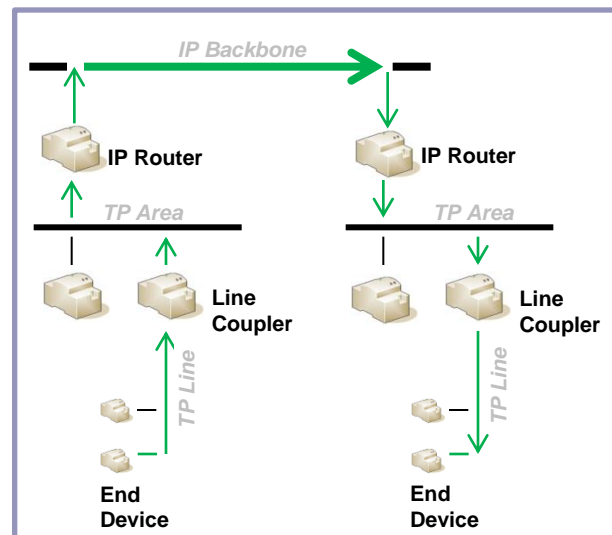 IP Backbone
IP Router
IP Router
TP Area
TP Area
Line
Coupler
Line
Coupler
TP Line
TP Line
End
Device
End
Device